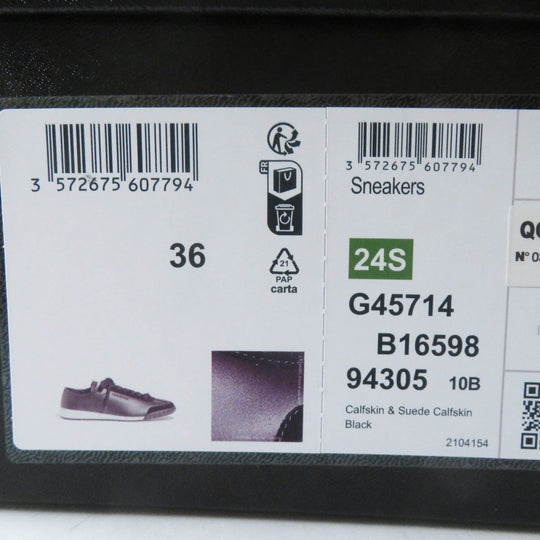 3 572675 607794
36
FR
21
PAP
carta
3 572675 607794
Sneakers
24S
G45714
B16598
94305 10B
Calfskin & Suede Calfskin
Black
2104154
N°